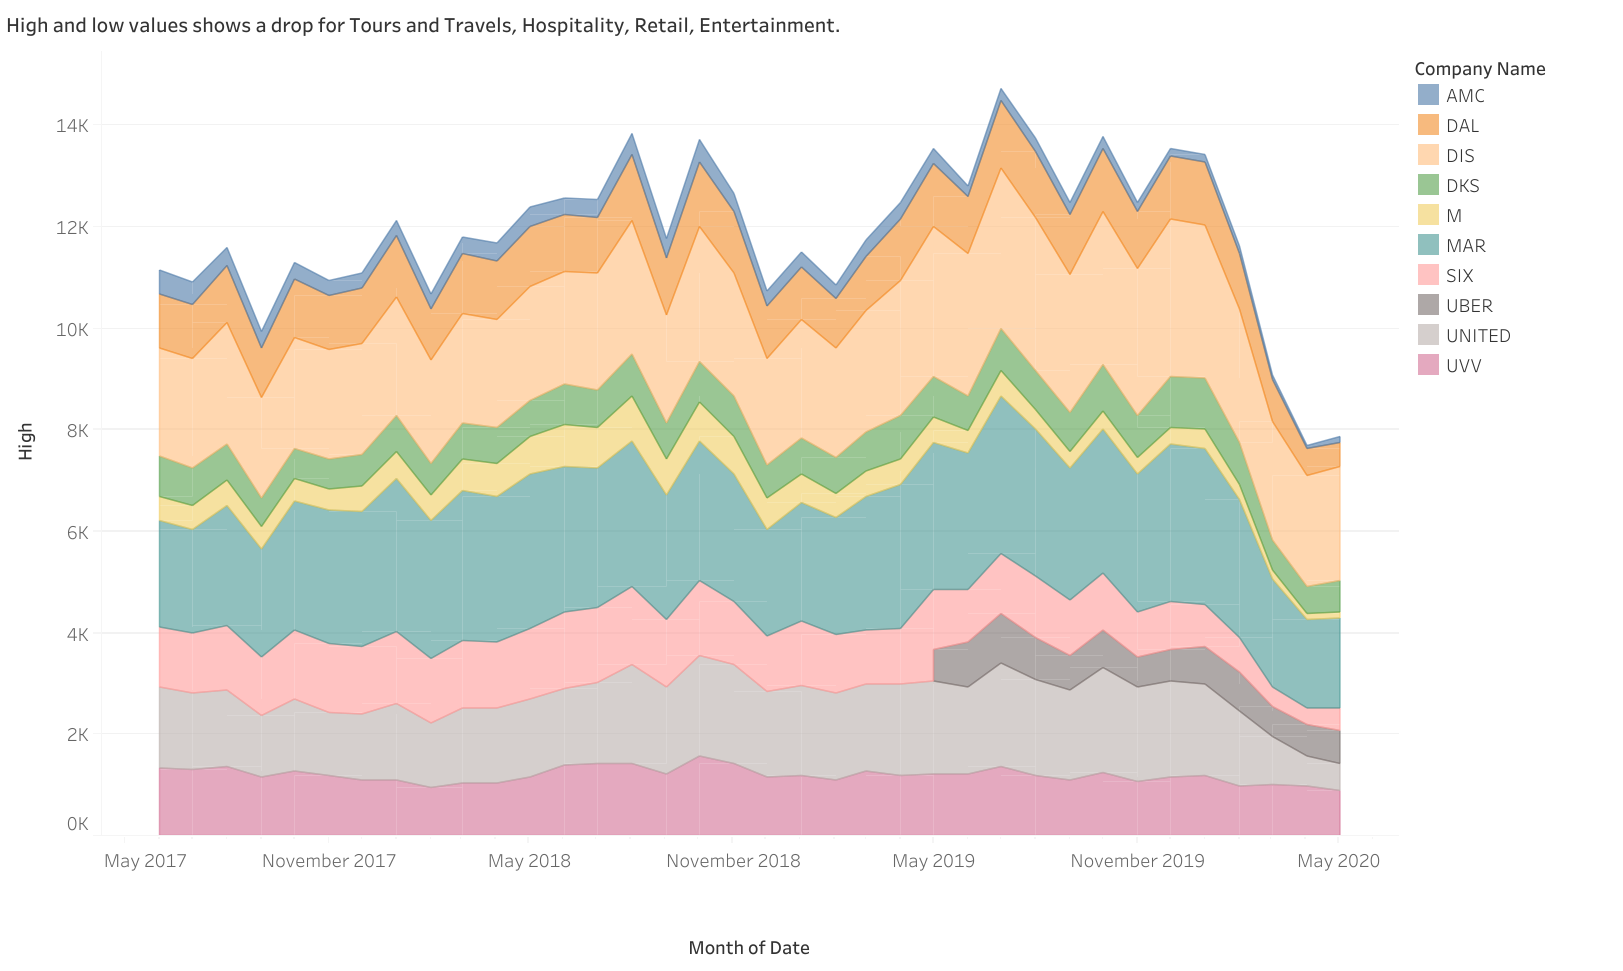 High and low values shows a drop for Tours and Travels, Hospitality, Retail, Entertainment.
Company Name
AMC
DAL
DIS
DKS
M
MAR
SIX
UBER
UNITED
UVV
High
14K
12K
10K
8K
6K
4K
2K
0K
May 2017
November 2017
May 2018
November 2018
May 2019
November 2019
May 2020
Month of Date